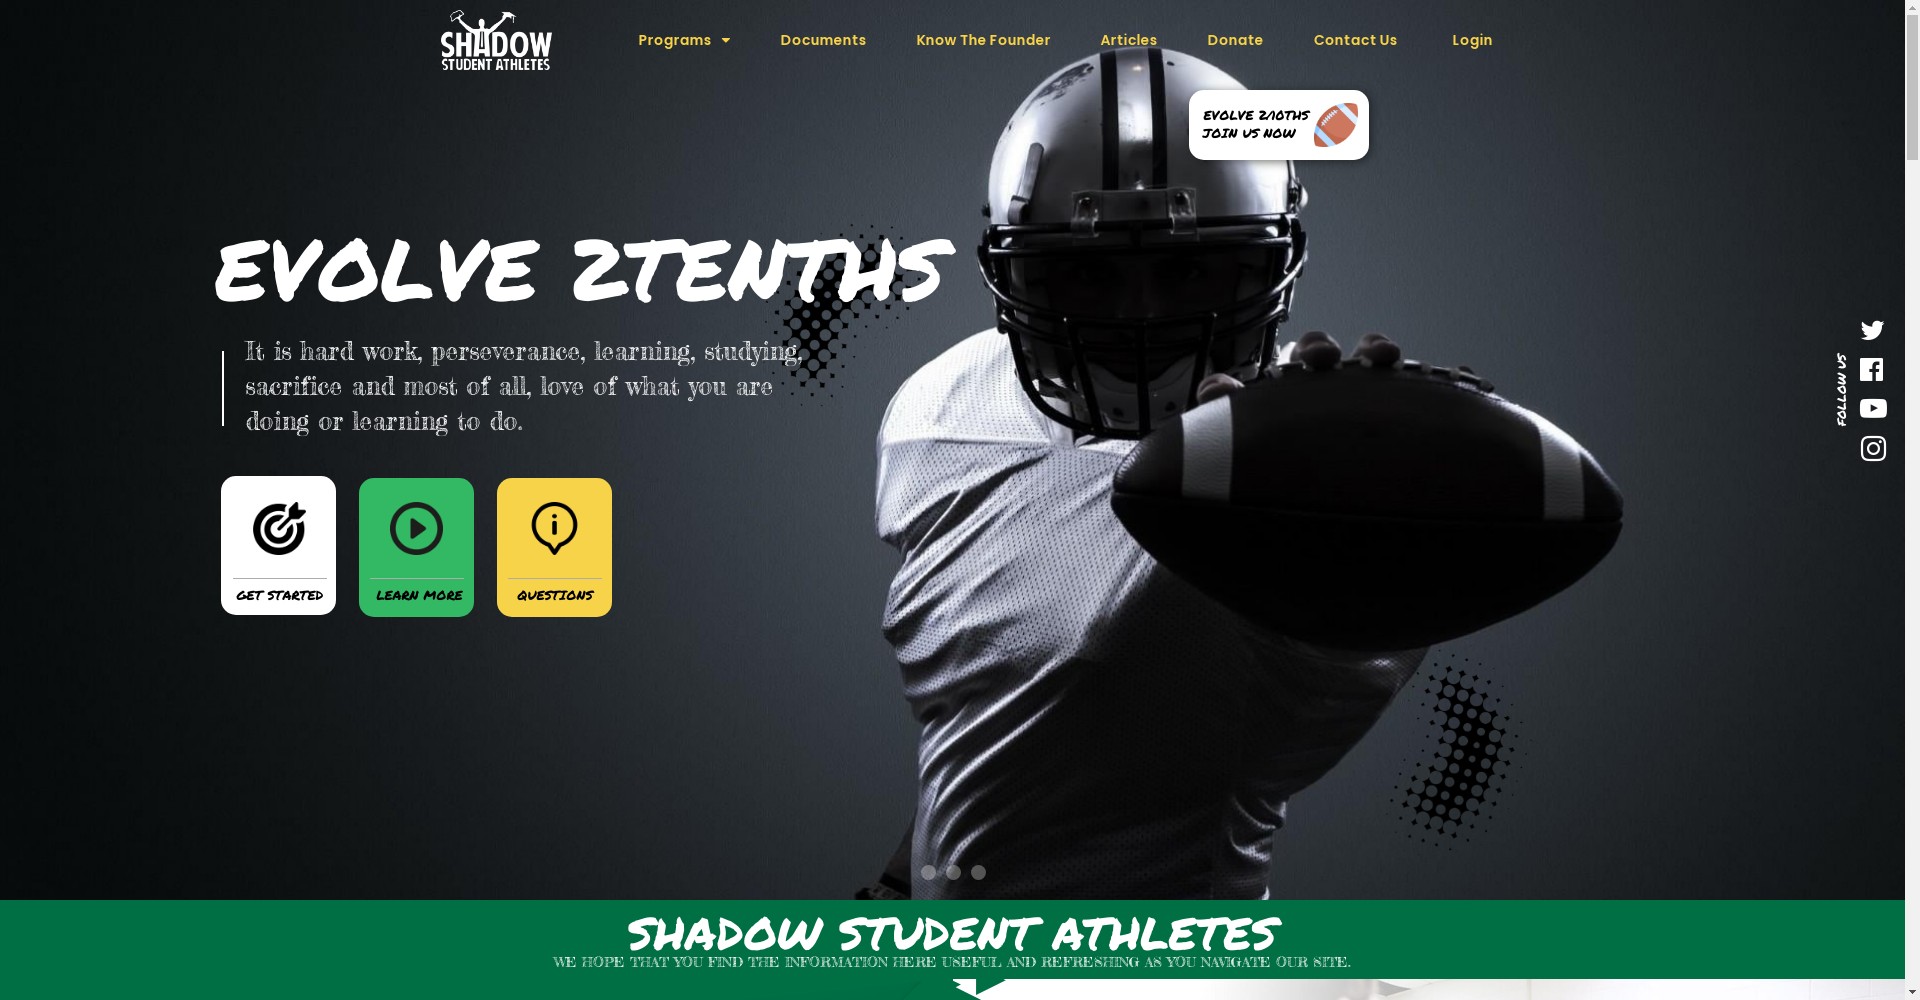 SHADOW
STUDENT ATHLETES
Programs
Documents
Know The Founder
Articles
Donate
Contact Us
Login
EVOLVE 2/10THS
JOIN US NOW
EVOLVE 2TENTHS
It is hard work, perseverance, learning, studying,
sacrifice and most of all, love of what you are
doing or learning to do.
FOLLOW US
GET STARTED
LEARN MORE
QUESTIONS
SHADOW STUDENT ATHLETES
WE HOPE THAT YOU FIND THE INFORMATION HERE USEFUL AND REFRESHING AS YOU NAVIGATE OUR SITE.